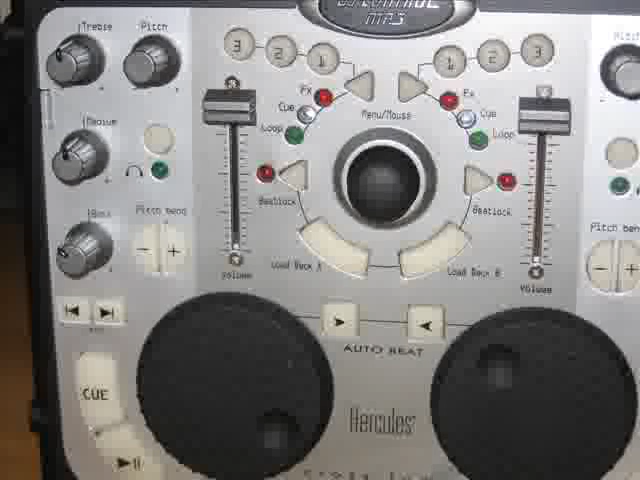 DJ CONTROL
MP3
Treble
Pitch
Pitch
3 2 1
1 2 3
Fx
Fx
Cue
Cue
Menu/Mouse
Loop
Loop
Medium
Beatlock
Beatlock
Bass
Pitch bend
Pitch bend
- +
- +
Load Deck A
Load Deck B
Volume
Volume
AUTO BEAT
CUE
Hercules